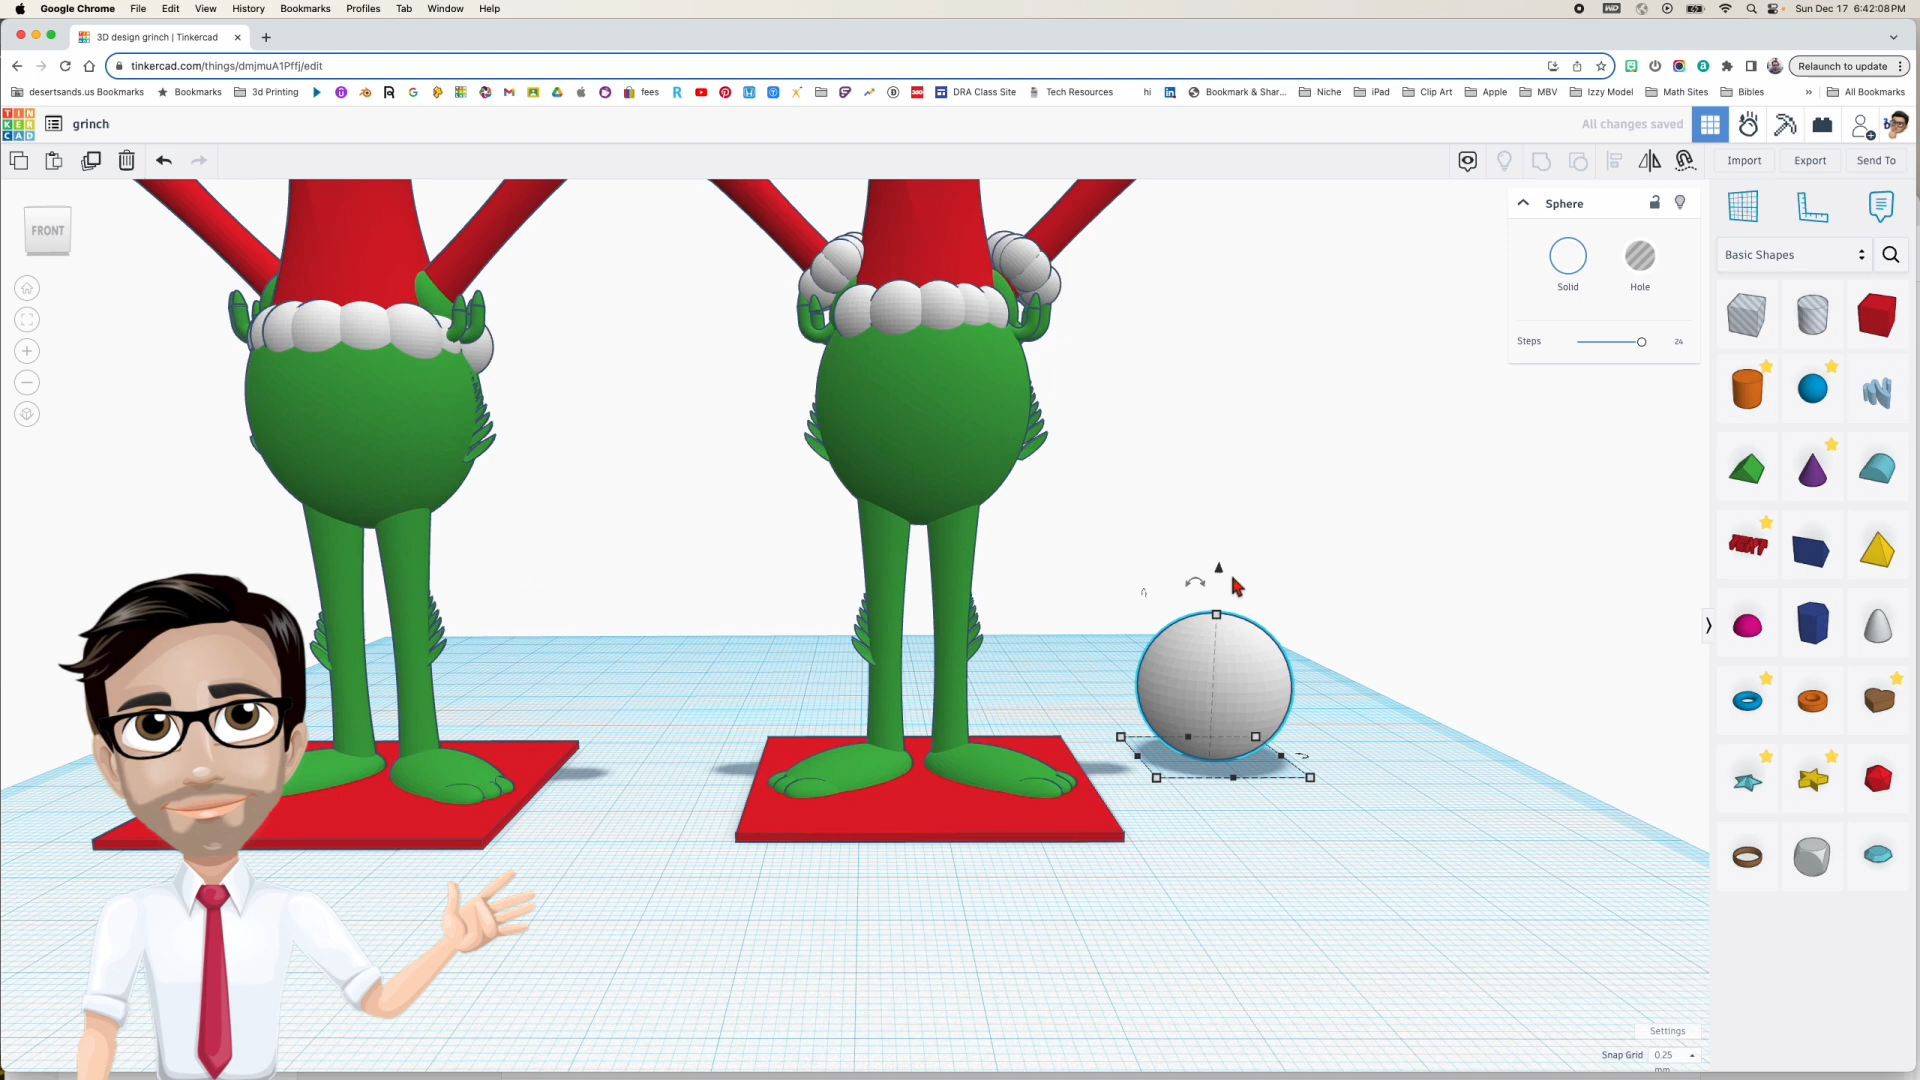 Google Chrome File Edit View History Bookmarks Profiles Tab Window Help Sun Dec 17 6:42:08 PM
3D design grinch | Tinkercad
tinkercad.com/things/dmjmuA1Pffj/edit Relaunch to update
desertsands.us Bookmarks Bookmarks 3d Printing fees DRA Class Site Tech Resources hi Bookmark & Shar... Niche iPad Clip Art Apple MBV Izzy Model Math Sites Bibles » All Bookmarks
TIN
KER
CAD
grinch All changes saved
Import Export Send To
FRONT
Sphere
Solid Hole
Steps 24
Basic Shapes
TEXT
Settings
Snap Grid 0.25
mm